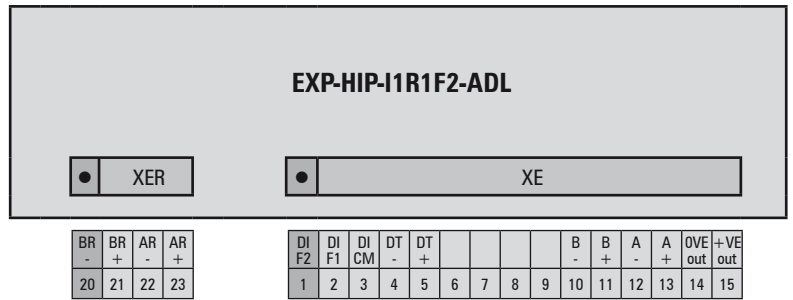 EXP-HIP-I1R1F2-ADL
XER XE
BR BR AR AR DI DI DI DT DT B B A A 0VE +VE
- + - + F2 F1 CM - + - + - + out out
20 21 22 23 1 2 3 4 5 6 7 8 9 10 11 12 13 14 15